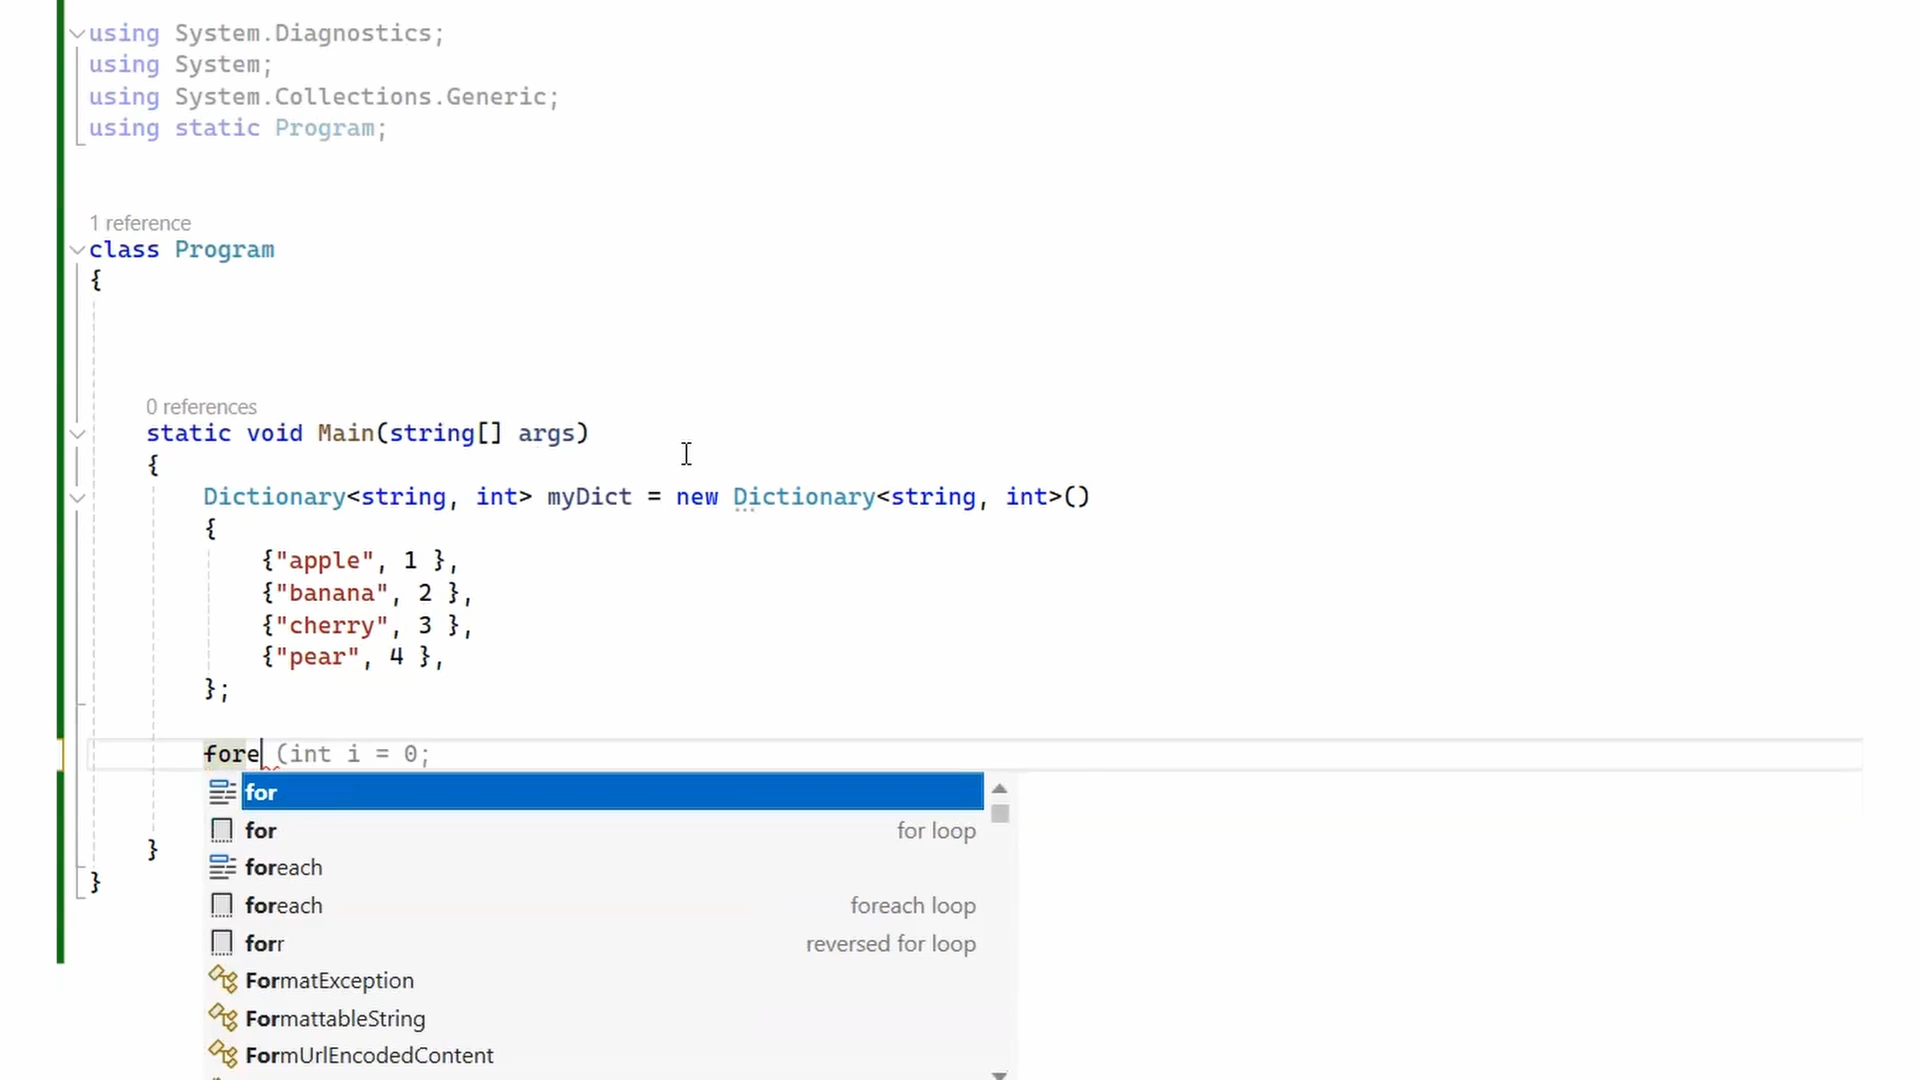 using System.Diagnostics;
using System;
using System.Collections.Generic;
using static Program;
1 reference
class Program
{
0 references
static void Main(string[] args)
{
Dictionary<string, int> myDict = new Dictionary<string, int>()
{
{"apple", 1 },
{"banana", 2 },
{"cherry", 3 },
{"pear", 4 },
};
fore (int i = 0;
for
for for loop
foreach
foreach foreach loop
forr reversed for loop
FormatException
FormattableString
FormUrlEncodedContent
}
}